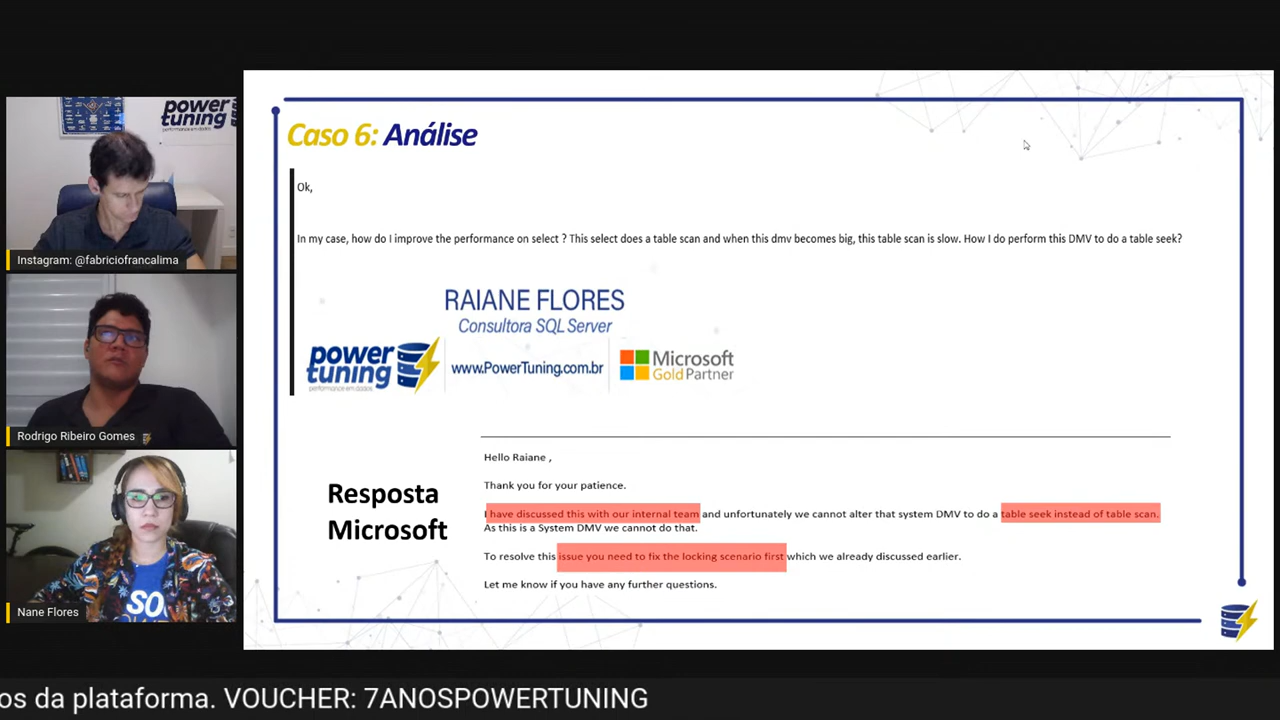 power
tuning
performance em dados
Instagram: @fabriciofrancalima
Rodrigo Ribeiro Gomes
SO
Nane Flores
Caso 6: Análise
Ok,
In my case, how do I improve the performance on select ? This select does a table scan and when this dmv becomes big, this table scan is slow. How I do perform this DMV to do a table seek?
RAIANE FLORES
Consultora SQL Server
power
tuning
performance em dados
www.PowerTuning.com.br
Microsoft
Gold Partner
Resposta
Microsoft
Hello Raiane ,
Thank you for your patience.
I have discussed this with our internal team and unfortunately we cannot alter that system DMV to do a table seek instead of table scan.
As this is a System DMV we cannot do that.
To resolve this issue you need to fix the locking scenario first which we already discussed earlier.
Let me know if you have any further questions.
os da plataforma. VOUCHER: 7ANOSPOWERTUNING